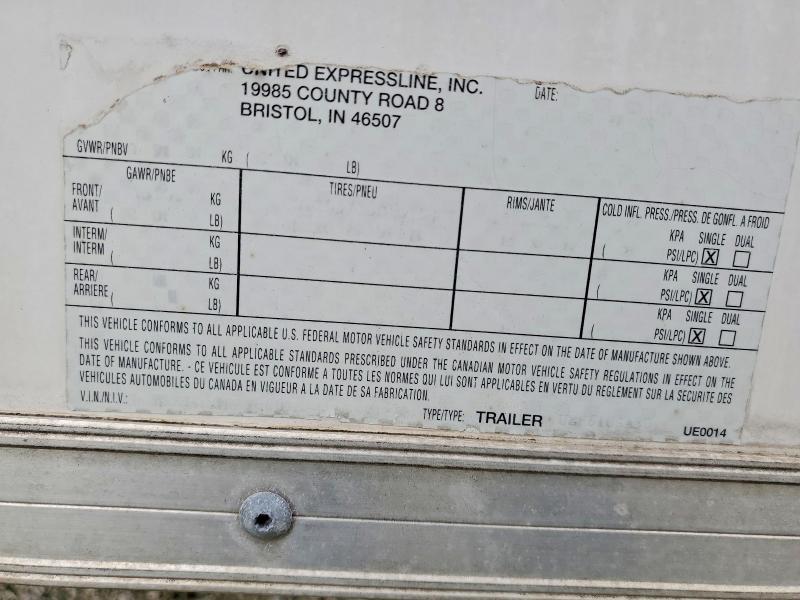 UNITED EXPRESSLINE, INC.
19985 COUNTY ROAD 8
BRISTOL, IN 46507
DATE:
GVWR/PNBV KG ( LB)
GAWR/PNBE TIRES/PNEU RIMS/JANTE COLD INFL. PRESS./PRESS. DE GONFL. A FROID
FRONT/ KG KPA SINGLE DUAL
AVANT ( LB) ( PSI/LPC) X
INTERM/ KG KPA SINGLE DUAL
INTERM ( LB) ( PSI/LPC) X
REAR/ KG KPA SINGLE DUAL
ARRIERE ( LB) ( PSI/LPC) X
THIS VEHICLE CONFORMS TO ALL APPLICABLE U.S. FEDERAL MOTOR VEHICLE SAFETY STANDARDS IN EFFECT ON THE DATE OF MANUFACTURE SHOWN ABOVE.
THIS VEHICLE CONFORMS TO ALL APPLICABLE STANDARDS PRESCRIBED UNDER THE CANADIAN MOTOR VEHICLE SAFETY REGULATIONS IN EFFECT ON THE
DATE OF MANUFACTURE. - CE VEHICULE EST CONFORME A TOUTES LES NORMES QUI LUI SONT APPLICABLES EN VERTU DU REGLEMENT SUR LA SECURITE DES
VEHICULES AUTOMOBILES DU CANADA EN VIGUEUR A LA DATE DE SA FABRICATION.
V.I.N./N.I.V.:
TYPE/TYPE: TRAILER
UE0014